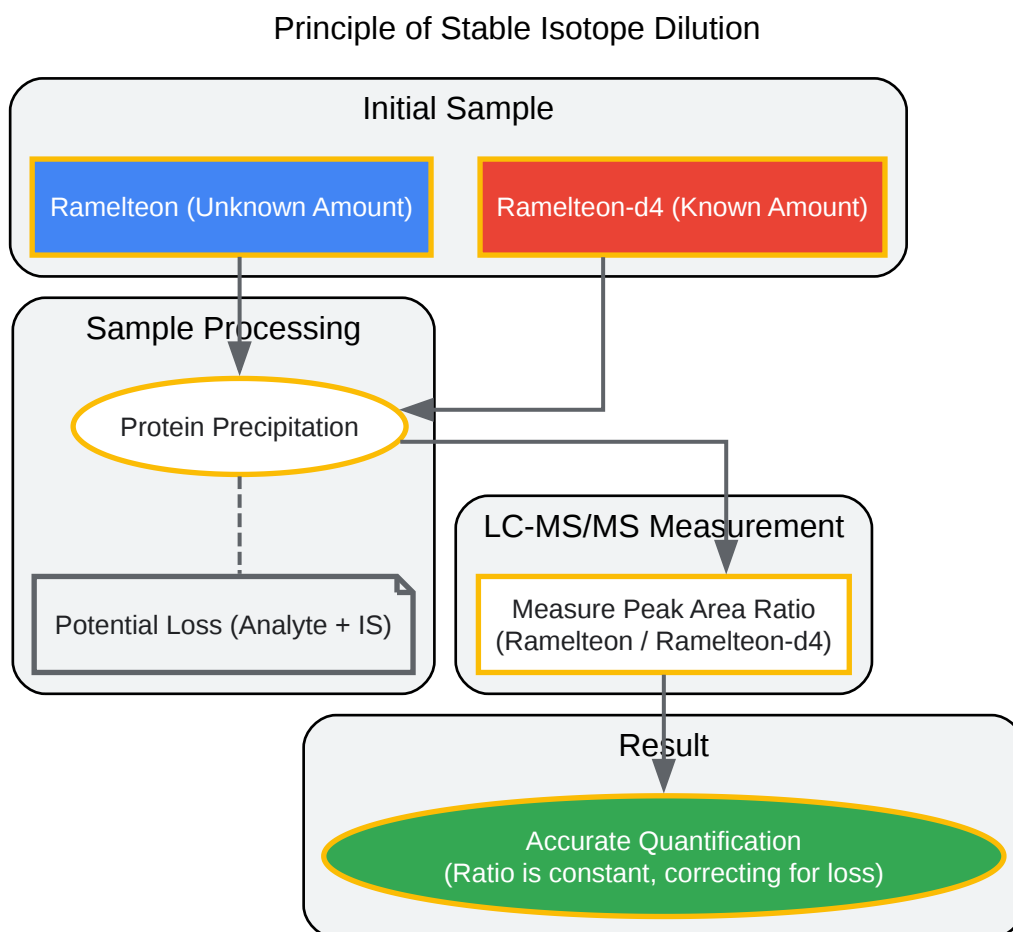 Principle of Stable Isotope Dilution
Initial Sample
Ramelteon (Unknown Amount)
Ramelteon-d4 (Known Amount)
Sample Processing
Protein Precipitation
Potential Loss (Analyte + IS)
LC-MS/MS Measurement
Measure Peak Area Ratio
(Ramelteon / Ramelteon-d4)
Result
Accurate Quantification
(Ratio is constant, correcting for loss)